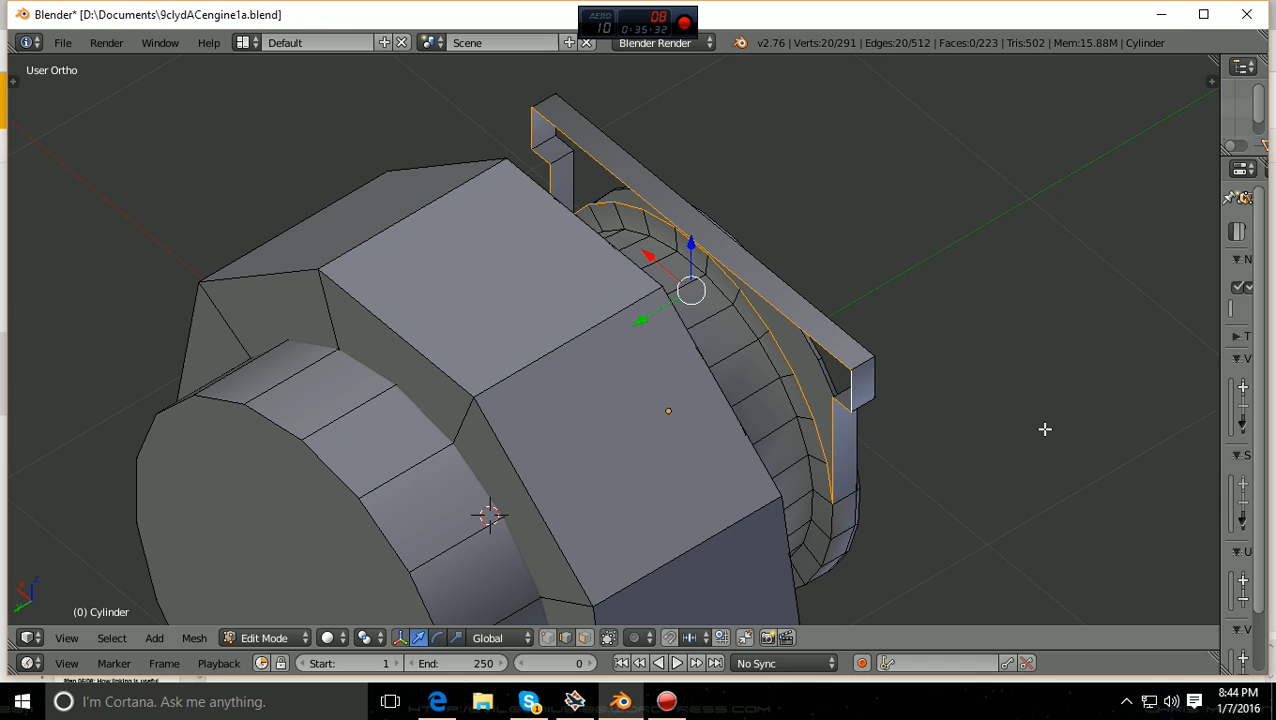 Blender* [D:\Documents\9clydACengine1a.blend]
AERO 08
10 0:35:32
File Render Window Help Default Scene Blender Render v2.76 | Verts:20/291 | Edges:20/512 | Faces:0/223 | Tris:502 | Mem:15.88M | Cylinder
User Ortho
N
T
V
S
U
V
(0) Cylinder
View Select Add Mesh Edit Mode Global
View Marker Frame Playback Start: 1 End: 250 0 No Sync
I'm Cortana. Ask me anything.
8:44 PM
1/7/2016